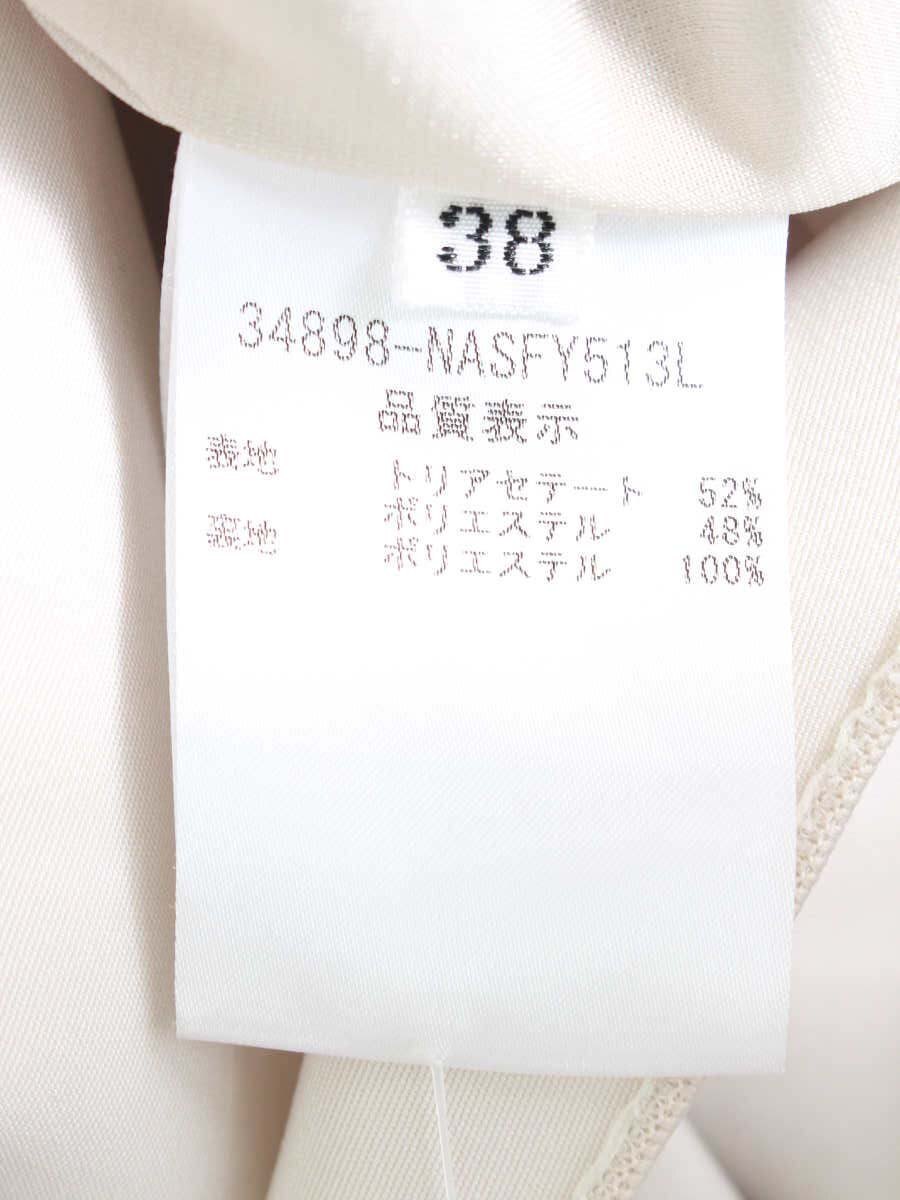 38
34898-NASFY513L
品質表示
表地 トリアセテート 52%
ポリエステル 48%
裏地 ポリエステル 100%